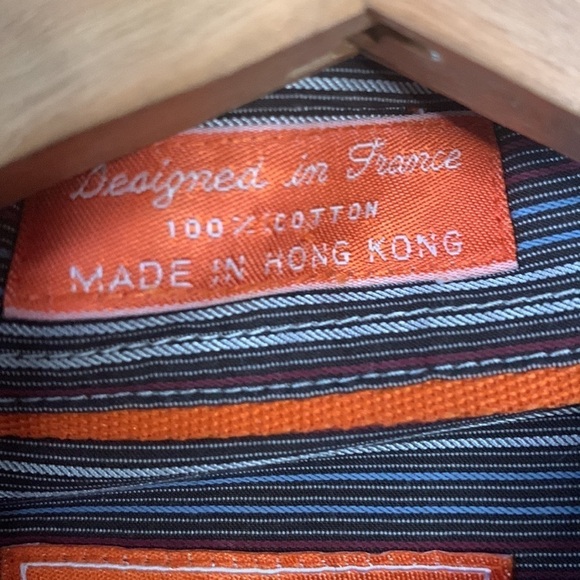 Designed in France
100% COTTON
MADE IN HONG KONG